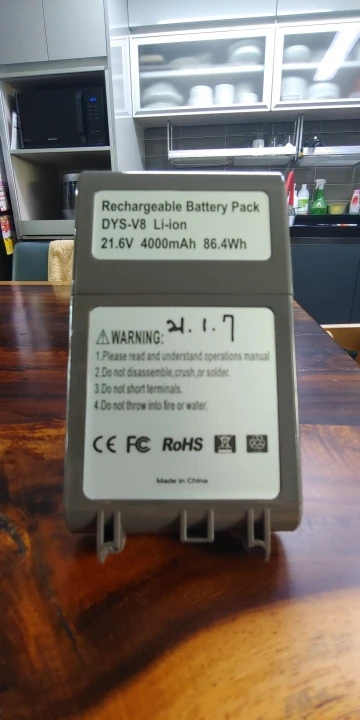 Rechargeable Battery Pack
DYS-V8 Li-ion
21.6V 4000mAh 86.4Wh
⚠WARNING: 21.1.7
1.Please read and understand operations manual
2.Do not disassemble,crush,or solder.
3.Do not short terminals.
4.Do not throw into fire or water.
CE FC RoHS
Made in China